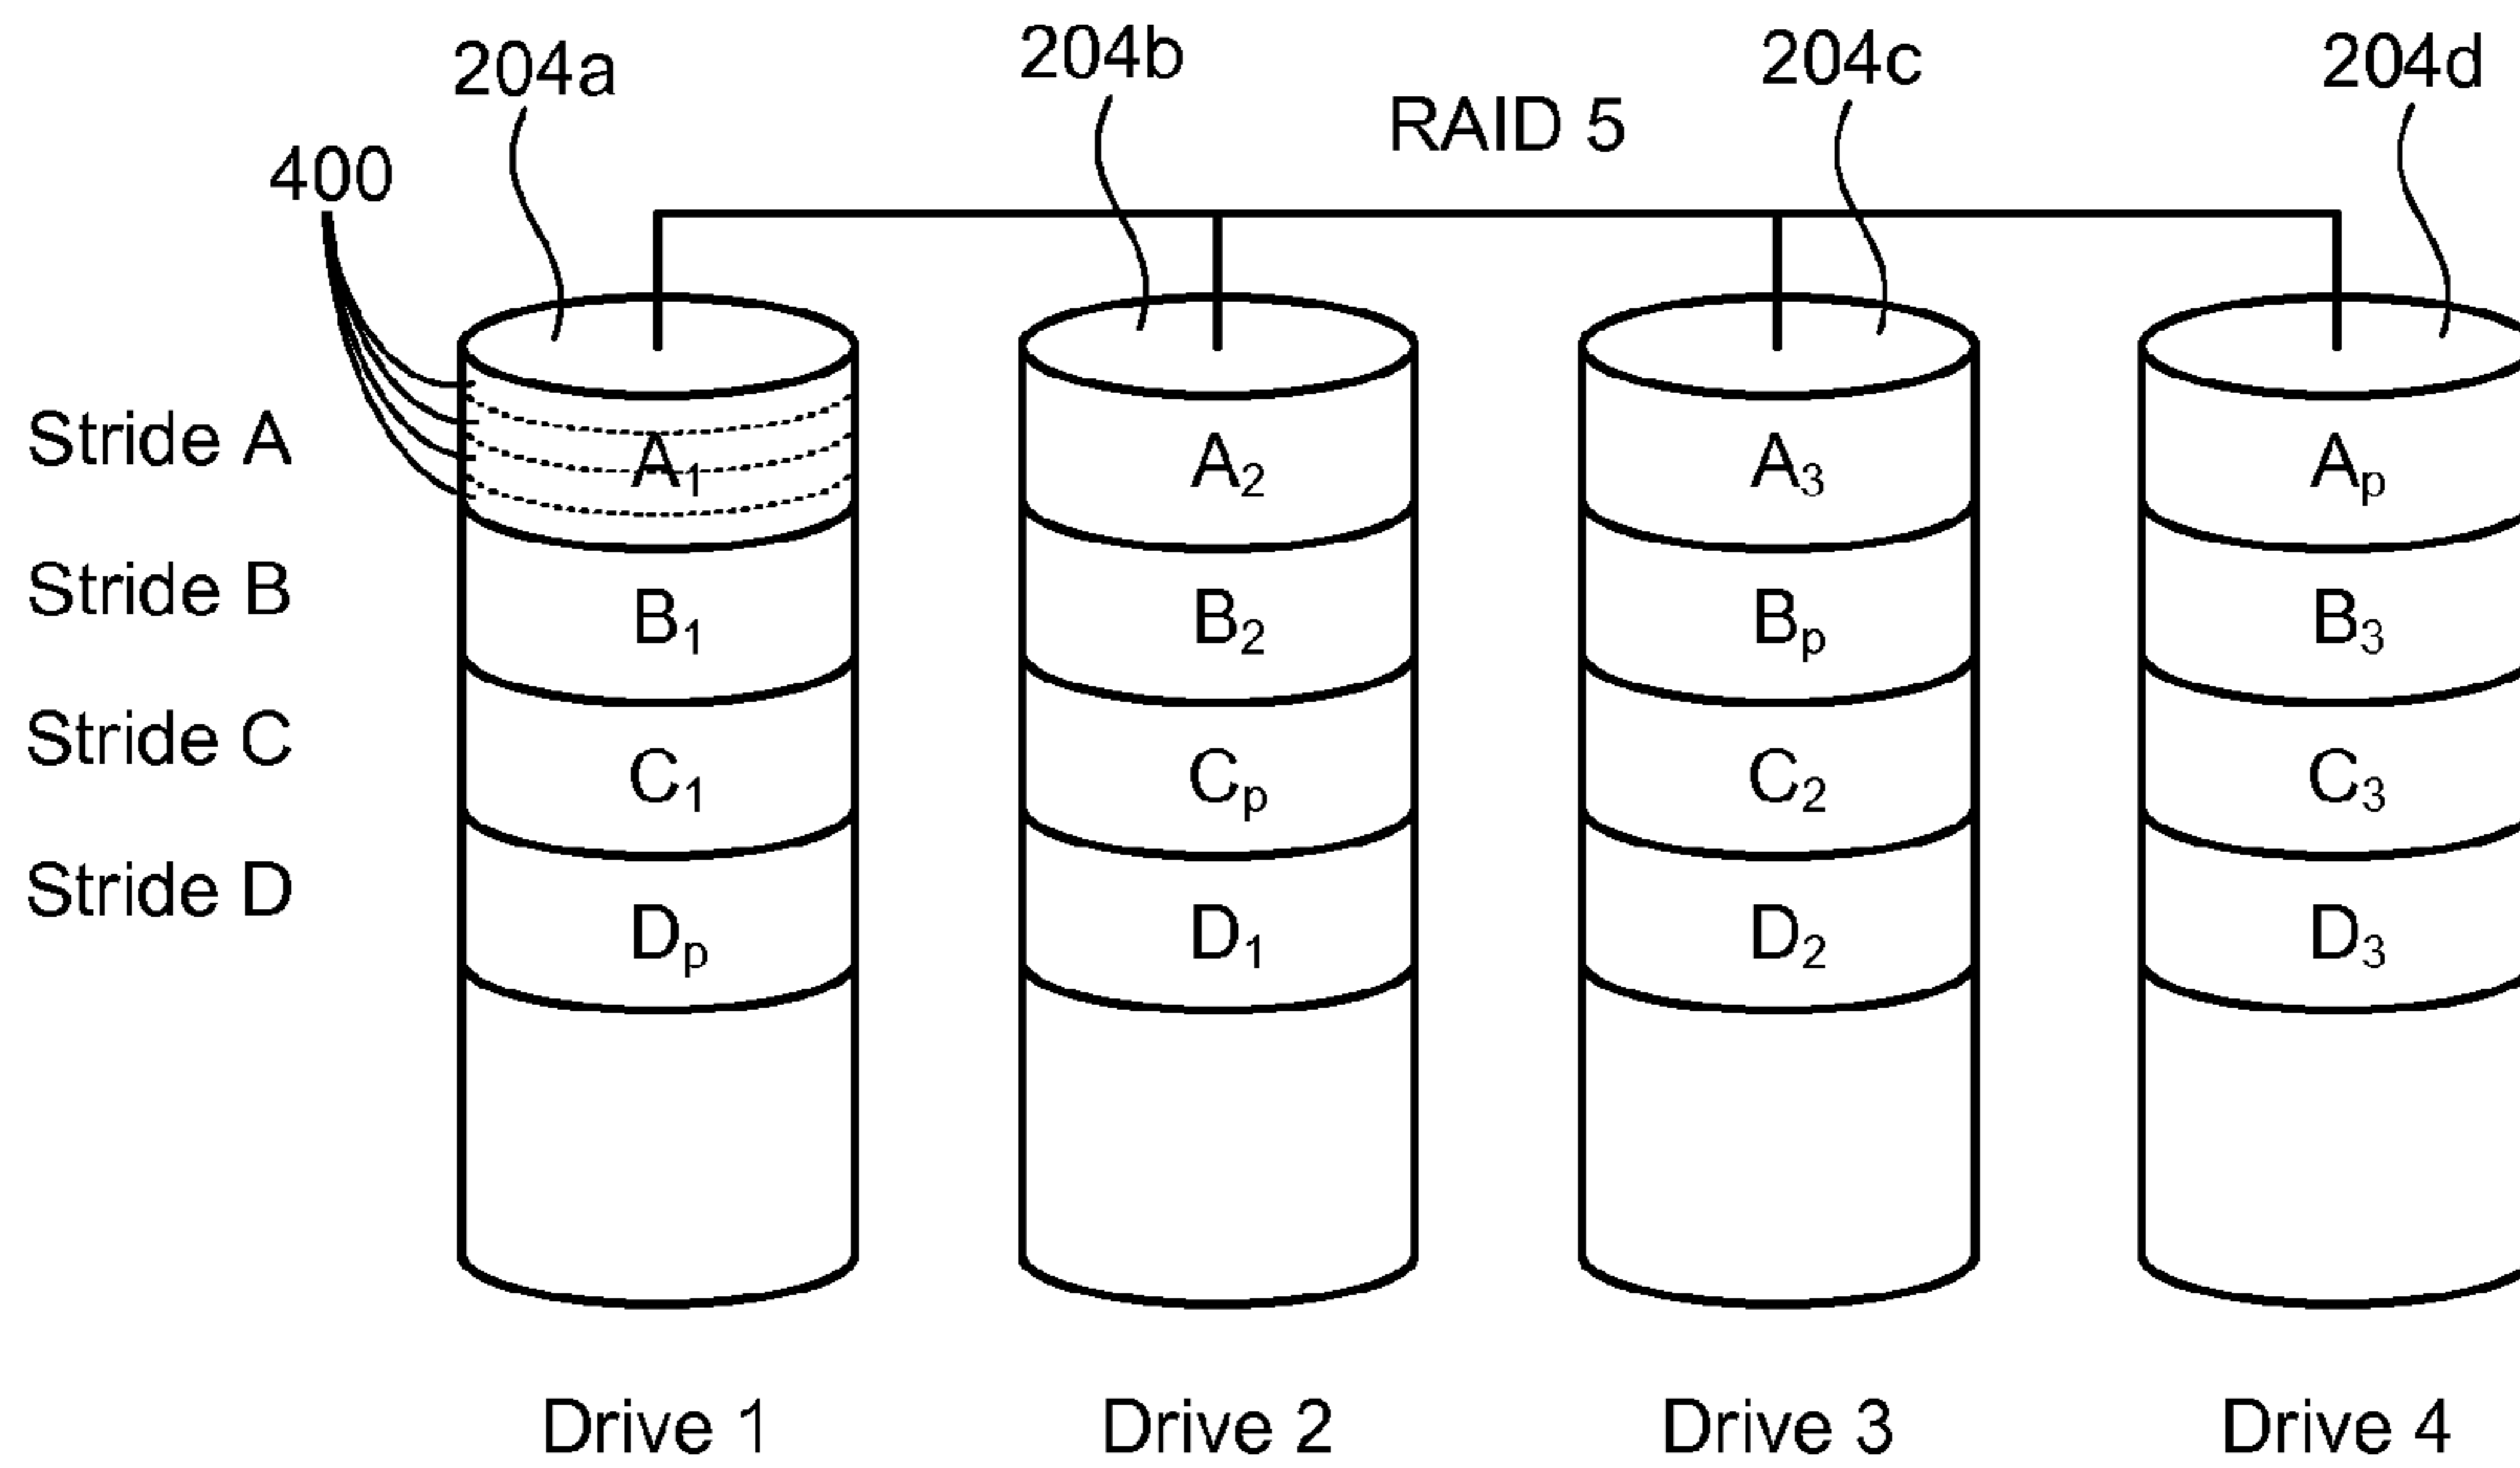 204a 204b 204c 204d
RAID 5
400
Stride A A1 A2 A3 Ap
Stride B B1 B2 Bp B3
Stride C C1 Cp C2 C3
Stride D Dp D1 D2 D3
Drive 1 Drive 2 Drive 3 Drive 4